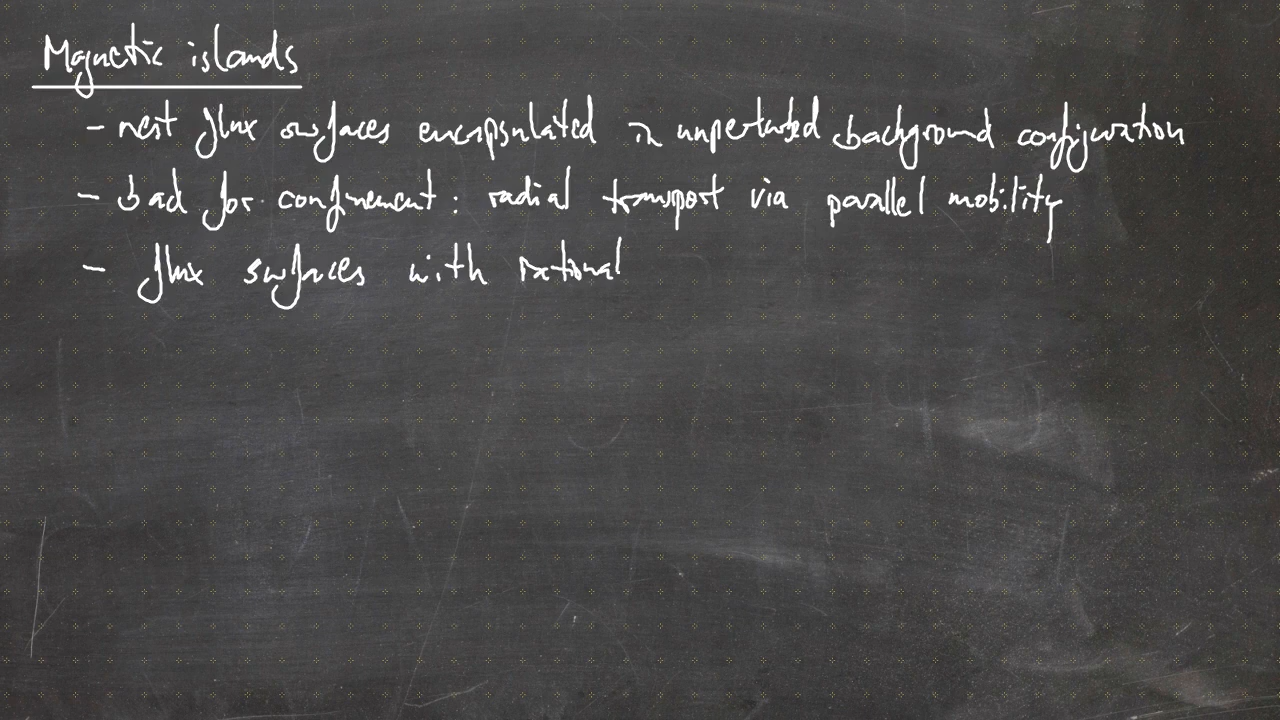 Magnetic islands
- nest flux surfaces encapsulated in unperturbed background configuration
- bad for confinement: radial transport via parallel mobility
- flux surfaces with rational